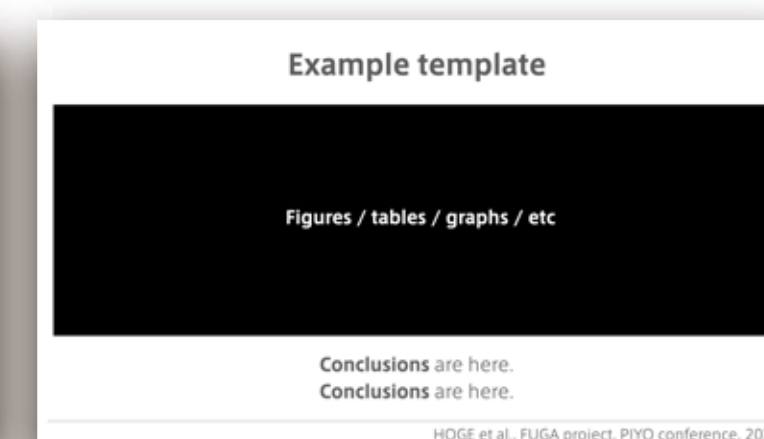 Example template
Figures / tables / graphs / etc
Conclusions are here.
Conclusions are here.
HOGE et al., FUGA project, PIYO conference,